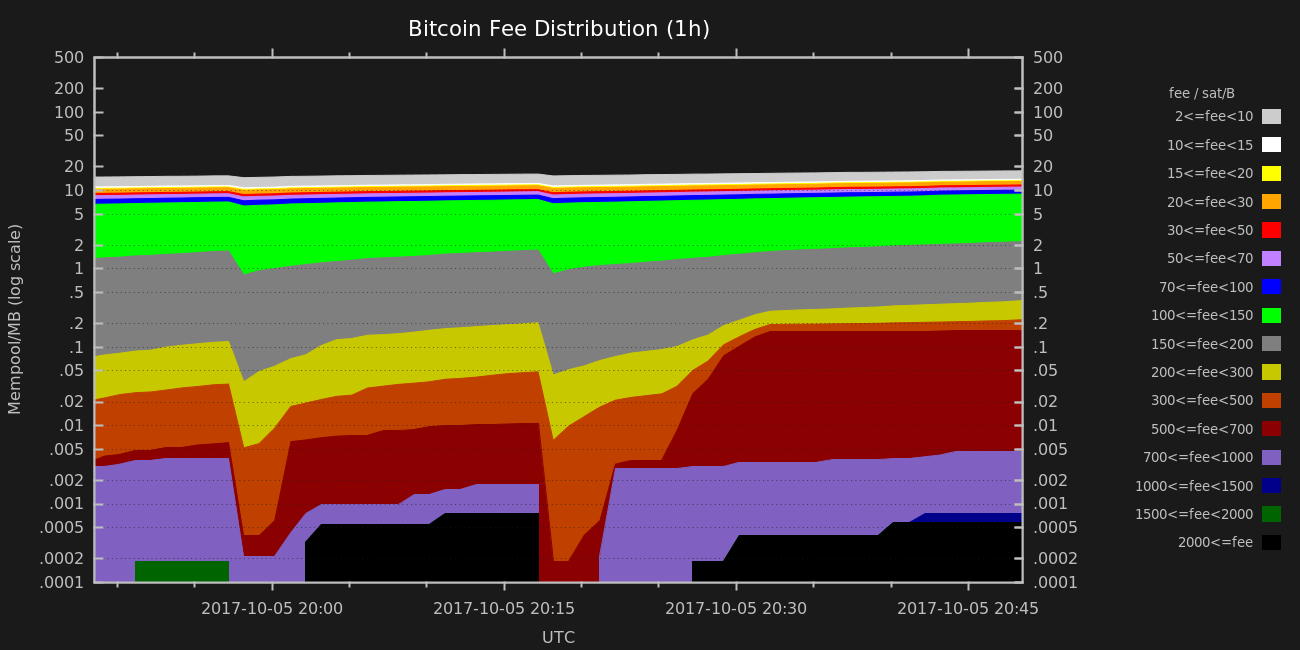 Bitcoin Fee Distribution (1h)
500
200
100
50
20
10
5
2
1
.5
.2
.1
.05
.02
.01
.005
.002
.001
.0005
.0002
.0001
Mempool/MB (log scale)
500
200
100
50
20
10
5
2
1
.5
.2
.1
.05
.02
.01
.005
.002
.001
.0005
.0002
.0001
2017-10-05 20:00
2017-10-05 20:15
2017-10-05 20:30
2017-10-05 20:45
UTC
fee / sat/B
2<=fee<10
10<=fee<15
15<=fee<20
20<=fee<30
30<=fee<50
50<=fee<70
70<=fee<100
100<=fee<150
150<=fee<200
200<=fee<300
300<=fee<500
500<=fee<700
700<=fee<1000
1000<=fee<1500
1500<=fee<2000
2000<=fee